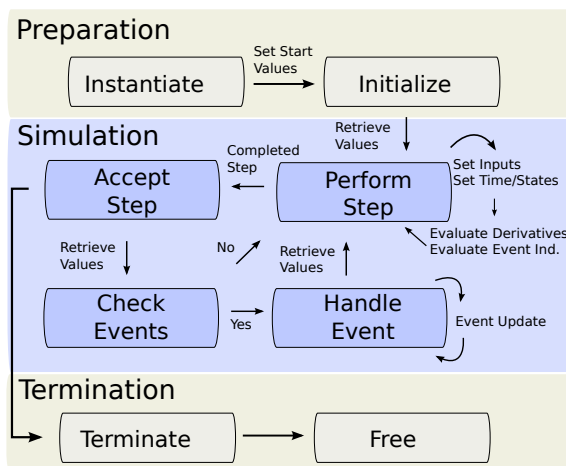 Preparation
Set Start
Values
Instantiate
Initialize
Simulation
Retrieve
Values
Completed
Step
Accept
Step
Perform
Step
Set Inputs
Set Time/States
Evaluate Derivatives
Evaluate Event Ind.
Retrieve
Values
No
Retrieve
Values
Check
Events
Yes
Handle
Event
Event Update
Termination
Terminate
Free